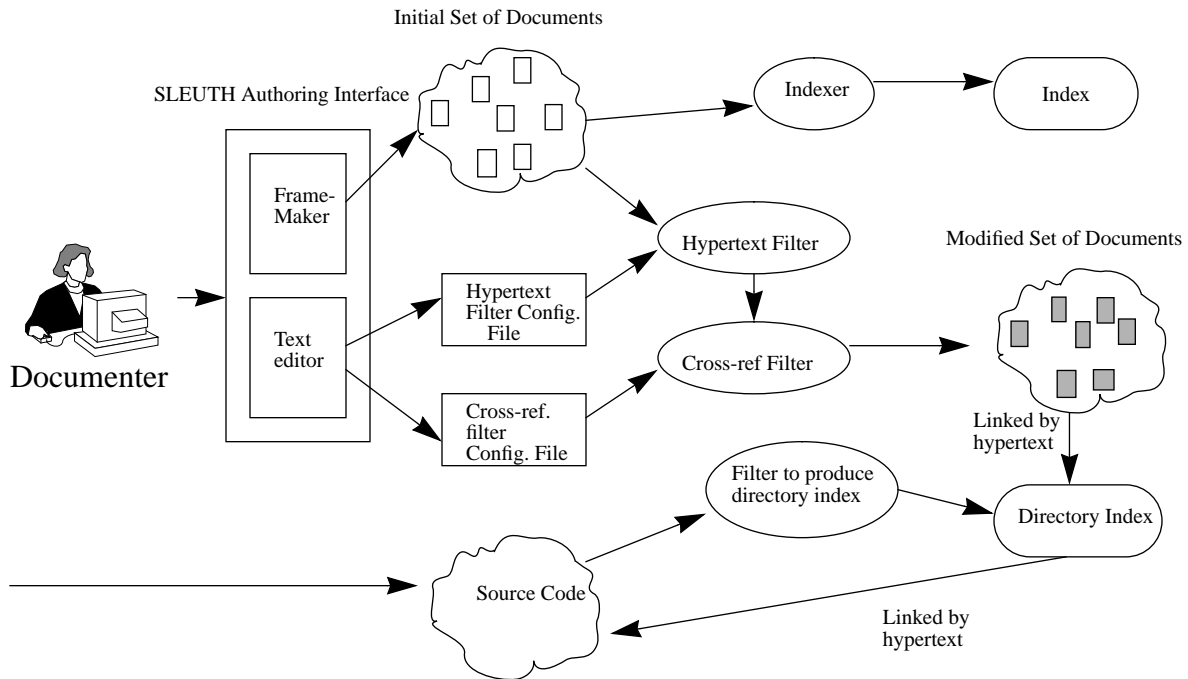 Initial Set of Documents
SLEUTH Authoring Interface
Indexer
Index
Frame-
Maker
Hypertext Filter
Modified Set of Documents
Hypertext
Filter Config.
File
Text
editor
Cross-ref Filter
Documenter
Cross-ref.
filter
Config. File
Linked by
hypertext
Filter to produce
directory index
Directory Index
Source Code
Linked by
hypertext